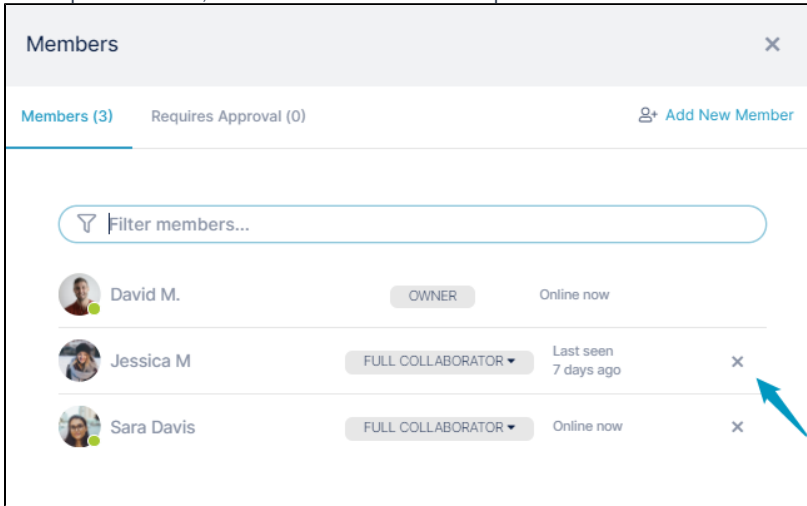 Members
Members (3) Requires Approval (0) Add New Member
Filter members...
David M. OWNER Online now
Jessica M FULL COLLABORATOR Last seen
7 days ago
Sara Davis FULL COLLABORATOR Online now